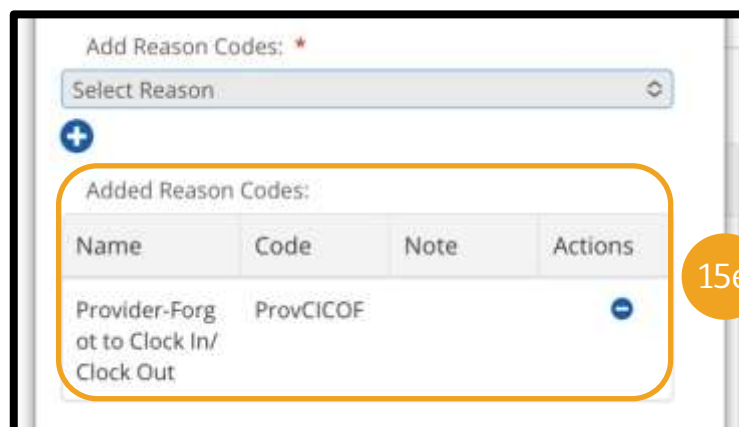 Add Reason Codes: *
Select Reason
Added Reason Codes:
Name Code Note Actions
Provider-Forg ProvCICOF
ot to Clock In/
Clock Out
15e